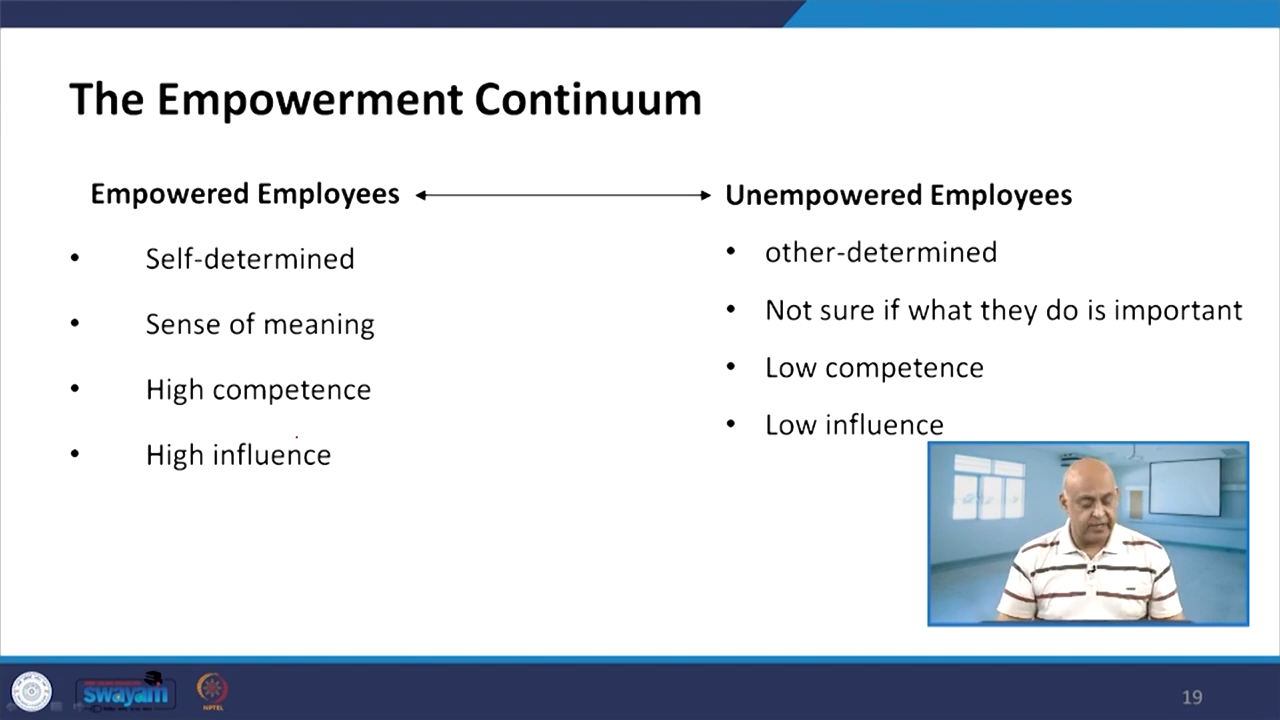 The Empowerment Continuum
Empowered Employees
• Self-determined
• Sense of meaning
• High competence
• High influence
Unempowered Employees
• other-determined
• Not sure if what they do is important
• Low competence
• Low influence
swayam
NPTEL
19